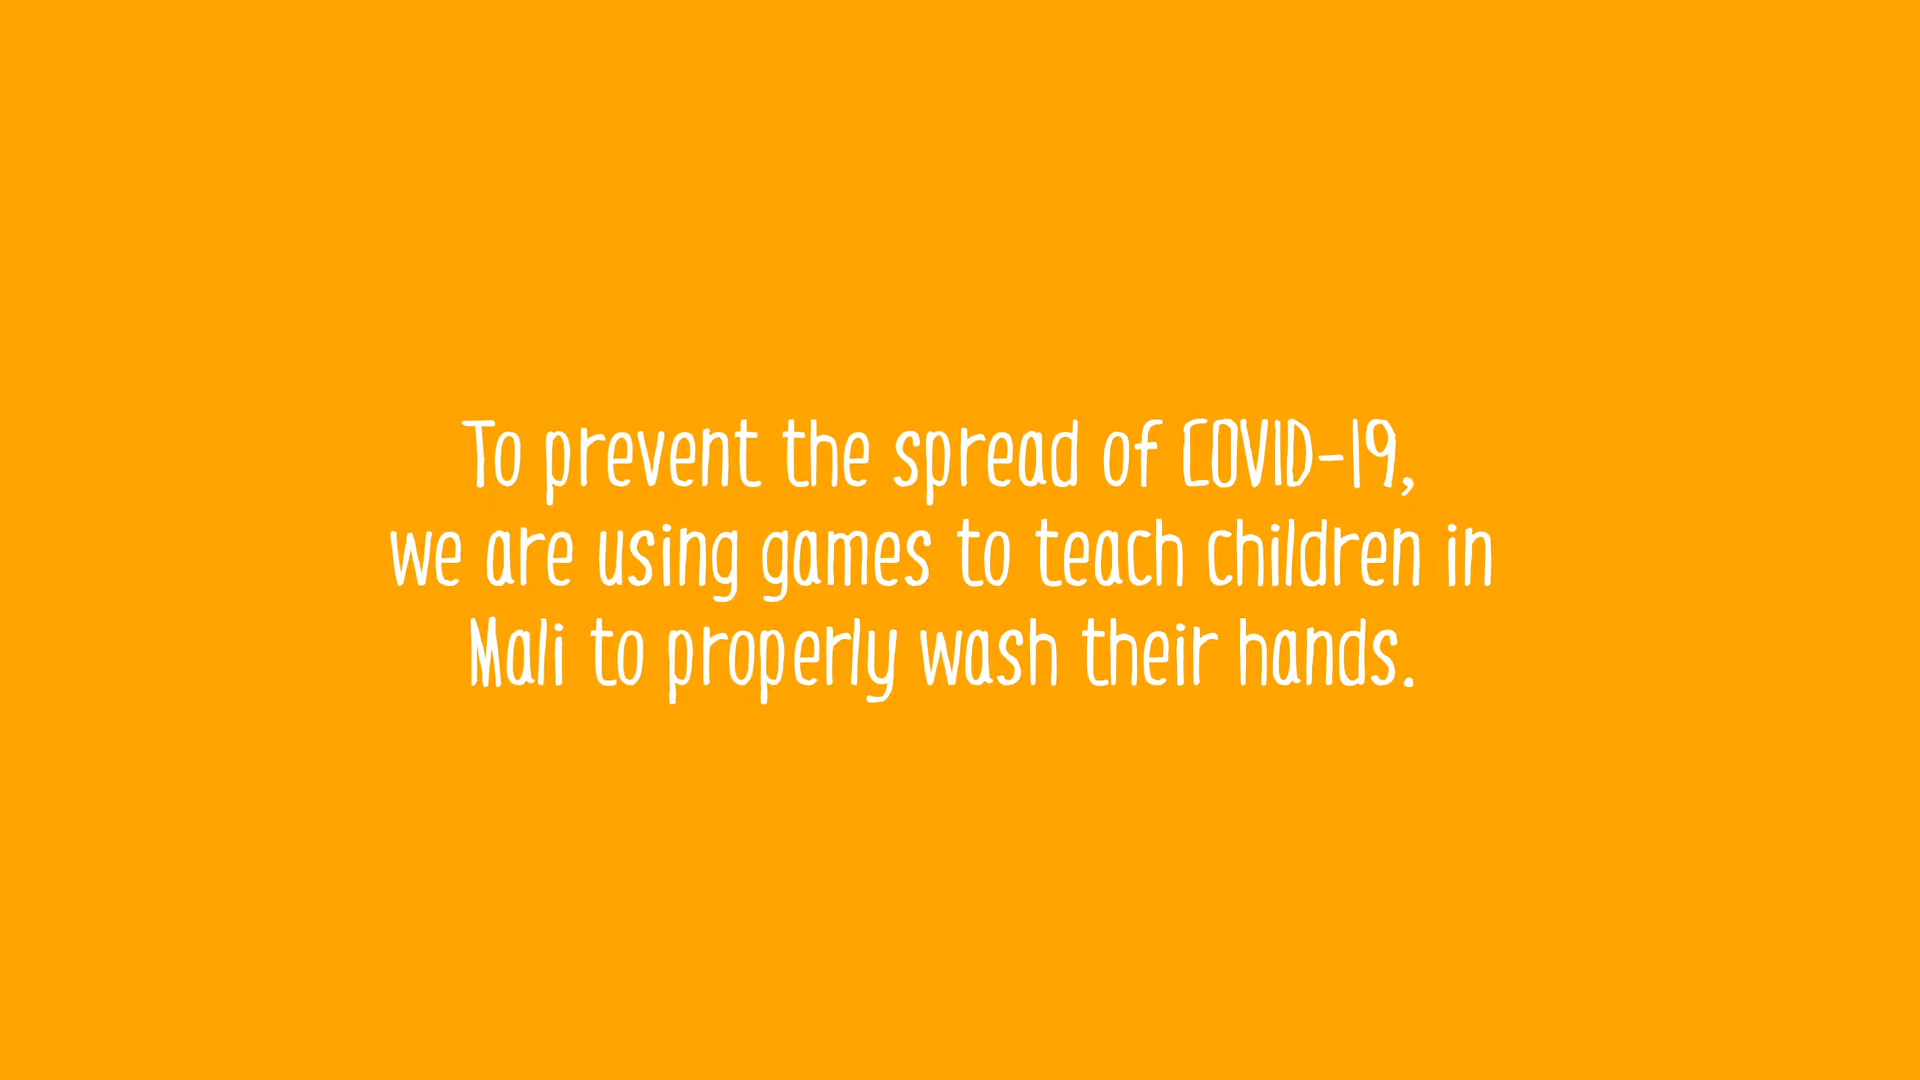 To prevent the spread of COVID-19,
we are using games to teach children in
Mali to properly wash their hands.